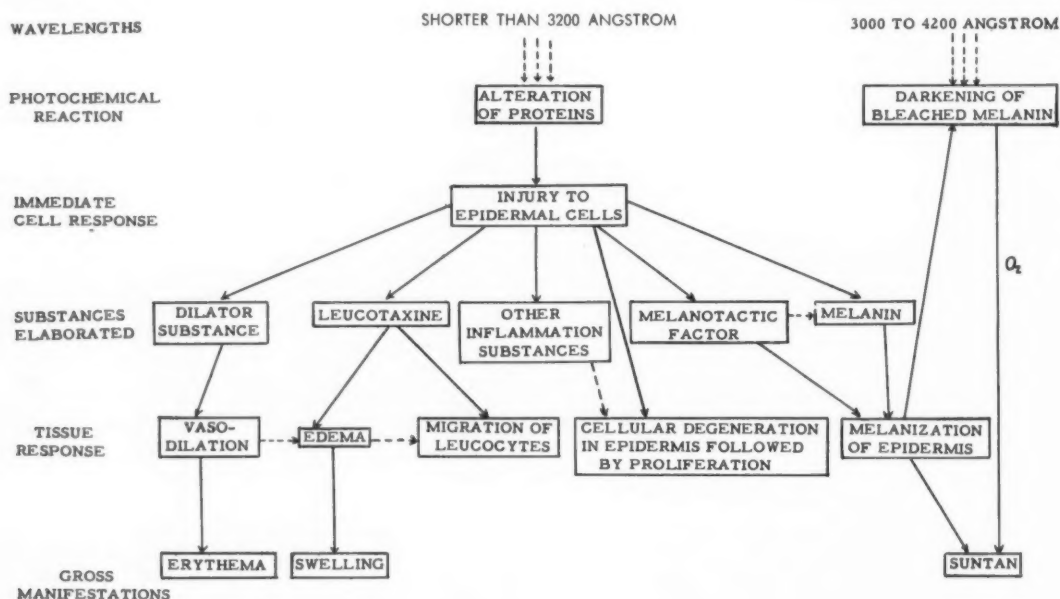 WAVELENGTHS
SHORTER THAN 3200 ANGSTROM
3000 TO 4200 ANGSTROM
PHOTOCHEMICAL
REACTION
ALTERATION
OF PROTEINS
DARKENING OF
BLEACHED MELANIN
IMMEDIATE
CELL RESPONSE
INJURY TO
EPIDERMAL CELLS
O₂
SUBSTANCES
ELABORATED
DILATOR
SUBSTANCE
LEUCOTAXINE
OTHER
INFLAMMATION
SUBSTANCES
MELANOTACTIC
FACTOR
MELANIN
TISSUE
RESPONSE
VASO-
DILATION
EDEMA
MIGRATION OF
LEUCOCYTES
CELLULAR DEGENERATION
IN EPIDERMIS FOLLOWED
BY PROLIFERATION
MELANIZATION
OF EPIDERMIS
GROSS
MANIFESTATIONS
ERYTHEMA
SWELLING
SUNTAN